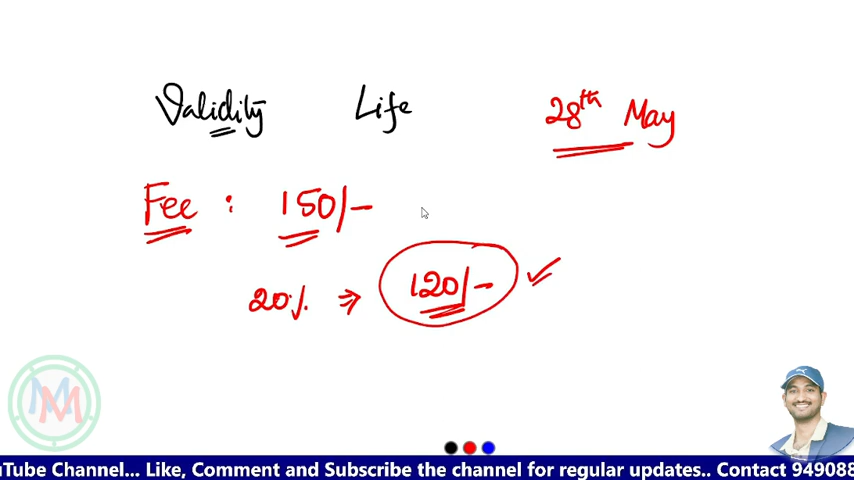 Validity Life 28th May
Fee : 150/-
20% ⇒ 120/- ✓
MM
uTube Channel... Like, Comment and Subscribe the channel for regular updates.. Contact 949088